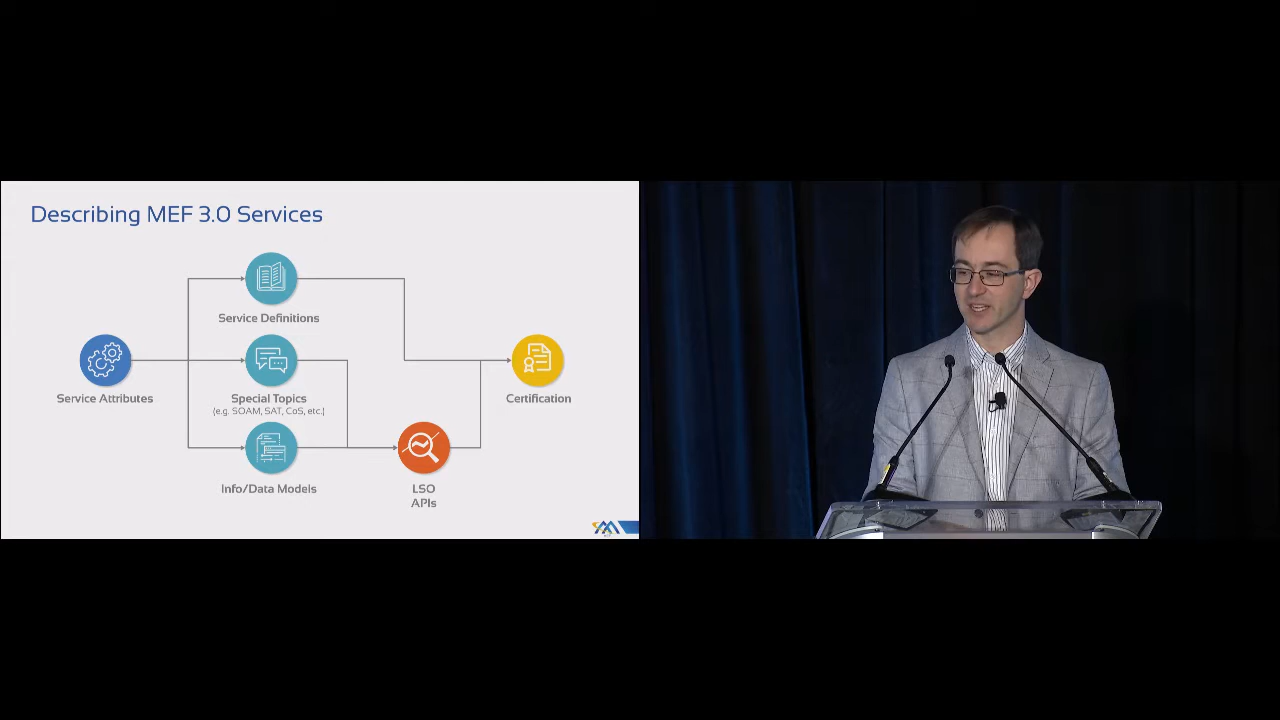 Describing MEF 3.0 Services
Service Definitions
Service Attributes
Special Topics
(e.g. SOAM, SAT, CoS, etc.)
Certification
Info/Data Models
LSO
APIs